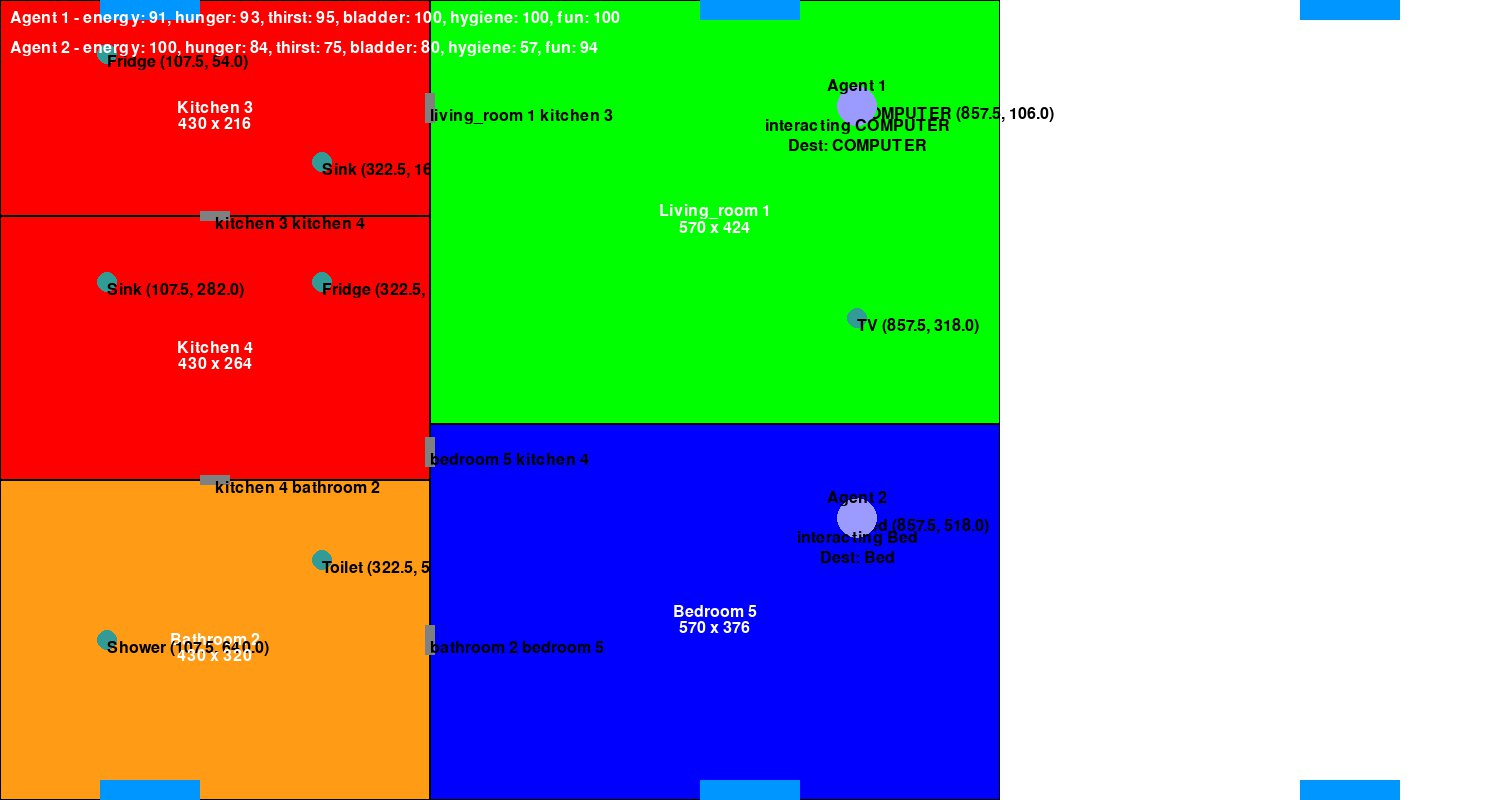 Agent 1 - energy: 91, hunger: 93, thirst: 95, bladder: 100, hygiene: 100, fun: 100
Agent 2 - energy: 100, hunger: 84, thirst: 75, bladder: 80, hygiene: 57, fun: 94
Fridge (107.5, 54.0)
Agent 1
Kitchen 3
430 x 216
living_room 1 kitchen 3
OMPUTER (857.5, 106.0)
interacting COMPUTER
Dest: COMPUTER
Sink (322.5, 16
Living_room 1
570 x 424
kitchen 3 kitchen 4
Sink (107.5, 282.0)
Fridge (322.5,
TV (857.5, 318.0)
Kitchen 4
430 x 264
bedroom 5 kitchen 4
kitchen 4 bathroom 2
Agent 2
d (857.5, 518.0)
interacting Bed
Dest: Bed
Toilet (322.5, 5
Bedroom 5
570 x 376
Bathroom 2
Shower (107.5, 640.0)
430 x 320
bathroom 2 bedroom 5